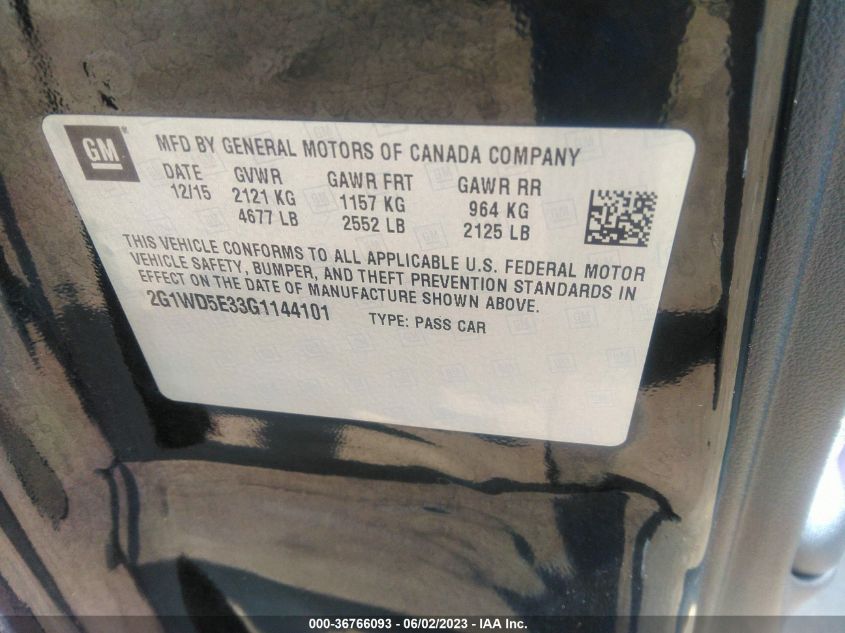 GM
MFD BY GENERAL MOTORS OF CANADA COMPANY
DATE GVWR GAWR FRT GAWR RR
12/15 2121 KG 1157 KG 964 KG
4677 LB 2552 LB 2125 LB
THIS VEHICLE CONFORMS TO ALL APPLICABLE U.S. FEDERAL MOTOR
VEHICLE SAFETY, BUMPER, AND THEFT PREVENTION STANDARDS IN
EFFECT ON THE DATE OF MANUFACTURE SHOWN ABOVE.
2G1WD5E33G1144101 TYPE: PASS CAR
000-36766093 - 06/02/2023 - IAA Inc.